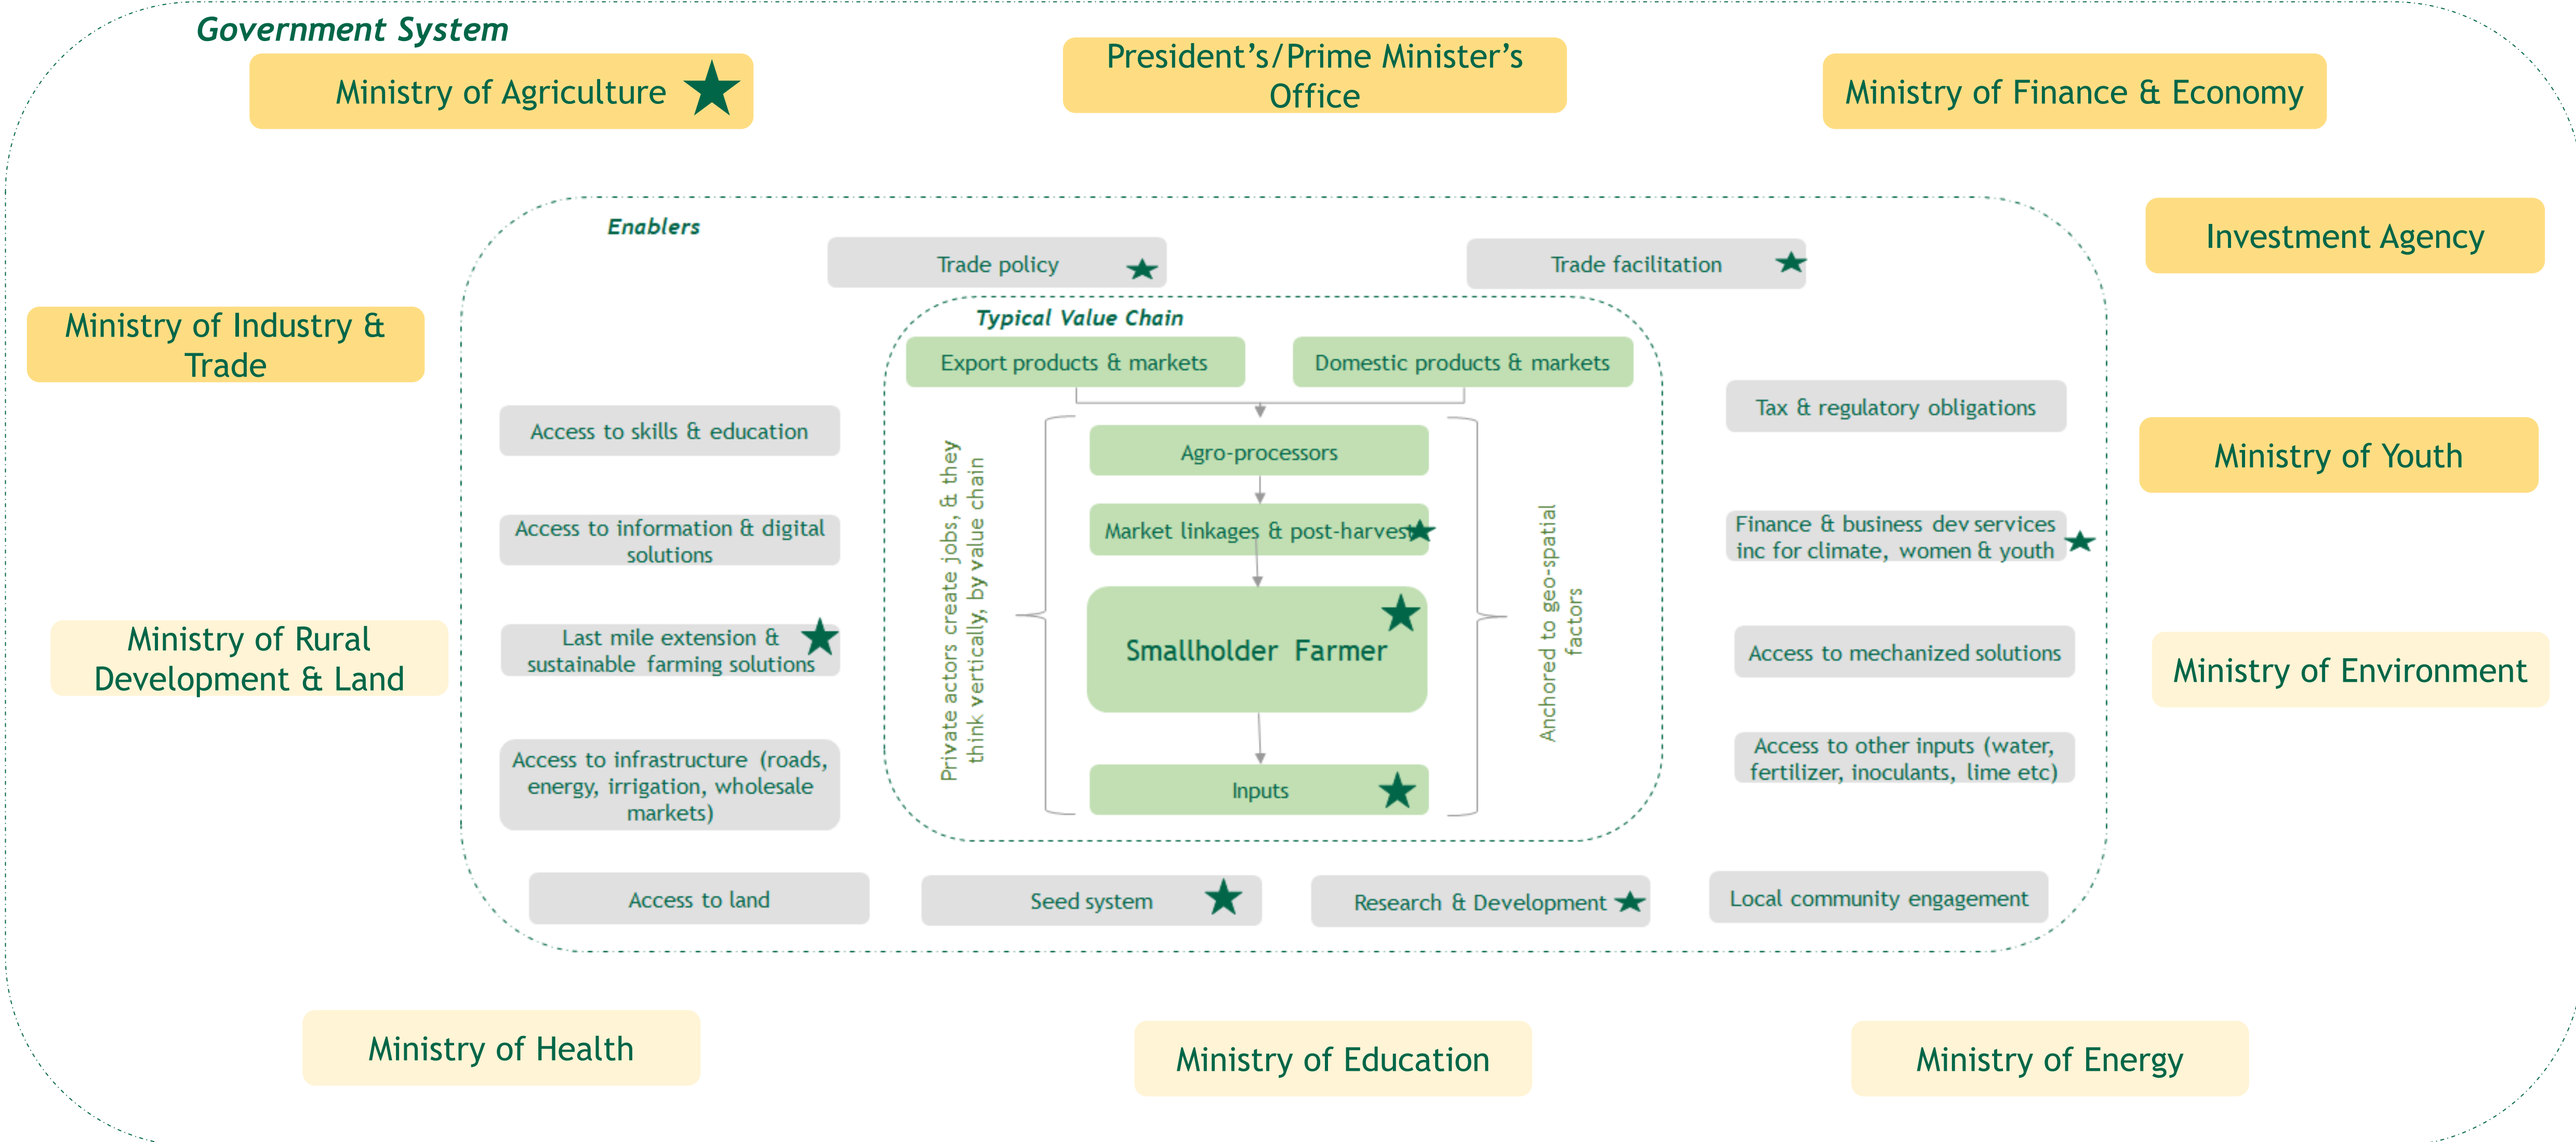 Government System
Ministry of Agriculture
President’s/Prime Minister’s
Office
Ministry of Finance & Economy
Investment Agency
Ministry of Industry &
Trade
Ministry of Youth
Ministry of Rural
Development & Land
Ministry of Environment
Ministry of Health
Ministry of Education
Ministry of Energy
Enablers
Trade policy
Trade facilitation
Access to skills & education
Access to information & digital
solutions
Last mile extension &
sustainable farming solutions
Access to infrastructure (roads,
energy, irrigation, wholesale
markets)
Access to land
Seed system
Research & Development
Local community engagement
Tax & regulatory obligations
Finance & business dev services
inc for climate, women & youth
Access to mechanized solutions
Access to other inputs (water,
fertilizer, inoculants, lime etc)
Typical Value Chain
Export products & markets
Domestic products & markets
Private actors create jobs, & they
think vertically, by value chain
Agro-processors
Market linkages & post-harvest
Smallholder Farmer
Inputs
Anchored to geo-spatial
factors